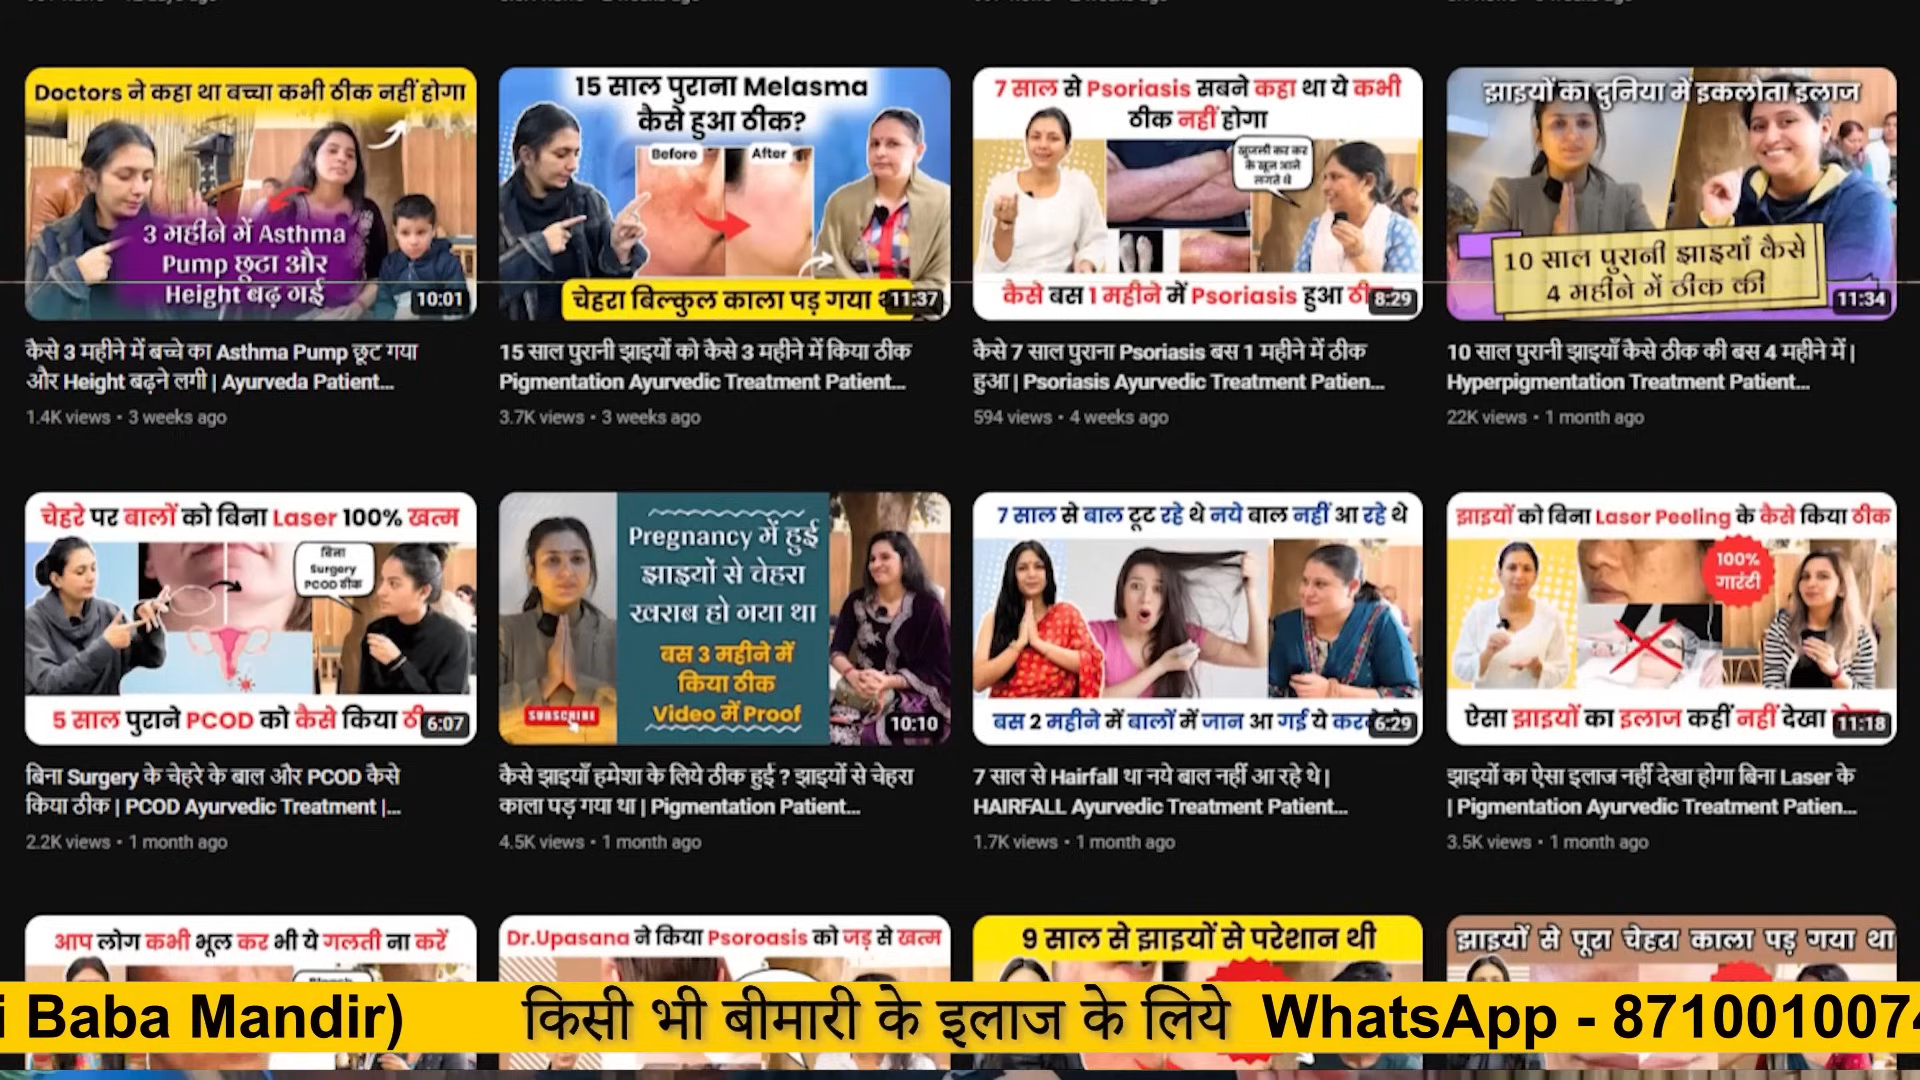 Doctors ने कहा था बच्चा कभी ठीक नहीं होगा
3 महीने में Asthma
Pump छूटा और
Height बढ़ गई
10:01
कैसे 3 महीने में बच्चे का Asthma Pump छूट गया
और Height बढ़ने लगी | Ayurveda Patient...
1.4K views • 3 weeks ago
15 साल पुराना Melasma
कैसे हुआ ठीक?
Before
After
चेहरा बिल्कुल काला पड़ गया
11:37
15 साल पुरानी झाइयों को कैसे 3 महीने में किया ठीक
Pigmentation Ayurvedic Treatment Patient...
3.7K views • 3 weeks ago
7 साल से Psoriasis सबने कहा था ये कभी
ठीक नहीं होगा
खुजली कर कर
के खून आने
लगते थे
कैसे बस 1 महीने में Psoriasis हुआ
8:29
कैसे 7 साल पुराना Psoriasis बस 1 महीने में ठीक
हुआ | Psoriasis Ayurvedic Treatment Patien...
594 views • 4 weeks ago
झाइयों का दुनिया में इकलोता इलाज
10 साल पुरानी झाइयाँ कैसे
4 महीने में ठीक की
11:34
10 साल पुरानी झाइयाँ कैसे ठीक की बस 4 महीने में |
Hyperpigmentation Treatment Patient...
22K views • 1 month ago
चेहरे पर बालों को बिना Laser 100% खत्म
बिना
Surgery
PCOD ठीक
5 साल पुराने PCOD को कैसे किया
6:07
बिना Surgery के चेहरे के बाल और PCOD कैसे
किया ठीक | PCOD Ayurvedic Treatment |...
2.2K views • 1 month ago
Pregnancy में हुई
झाइयों से चेहरा
खराब हो गया था
बस 3 महीने में
किया ठीक
Video में Proof
SUBSCRIBE
10:10
कैसे झाइयाँ हमेशा के लिये ठीक हुई ? झाइयों से चेहरा
काला पड़ गया था | Pigmentation Patient...
4.5K views • 1 month ago
7 साल से बाल टूट रहे थे नये बाल नहीं आ रहे थे
बस 2 महीने में बालों में जान आ गई ये
6:29
7 साल से Hairfall था नये बाल नहीं आ रहे थे |
HAIRFALL Ayurvedic Treatment Patient...
1.7K views • 1 month ago
झाइयों को बिना Laser Peeling के कैसे किया ठीक
100%
गारंटी
ऐसा झाइयों का इलाज कहीं नहीं देखा
11:18
झाइयों का ऐसा इलाज नहीं देखा होगा बिना Laser के
| Pigmentation Ayurvedic Treatment Patien...
3.5K views • 1 month ago
आप लोग कभी भूल कर भी ये गलती ना करें
Dr.Upasana ने किया Psoroasis को जड़ से खत्म
9 साल से झाइयों से परेशान थी
झाइयों से पूरा चेहरा काला पड़ गया था
i Baba Mandir) किसी भी बीमारी के इलाज के लिये WhatsApp - 8710010074